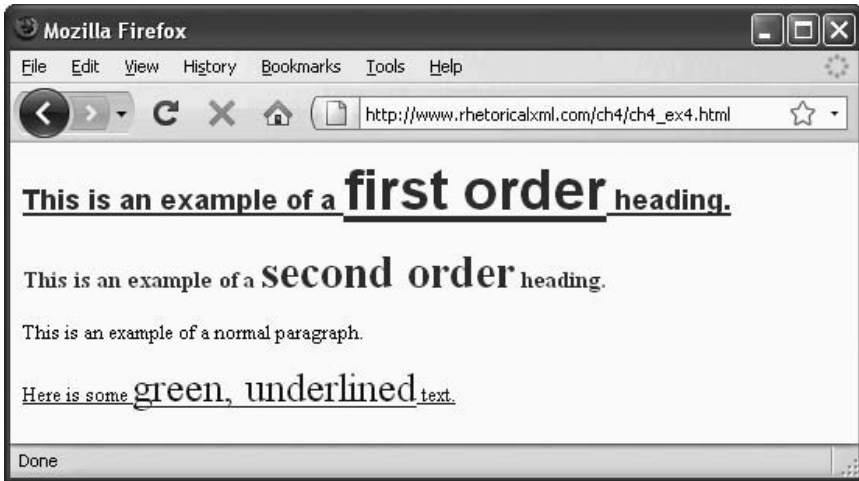 Mozilla Firefox
File Edit View History Bookmarks Tools Help
http://www.rhetoricalxml.com/ch4/ch4_ex4.html
This is an example of a first order heading.
This is an example of a second order heading.
This is an example of a normal paragraph.
Here is some green, underlined text.
Done